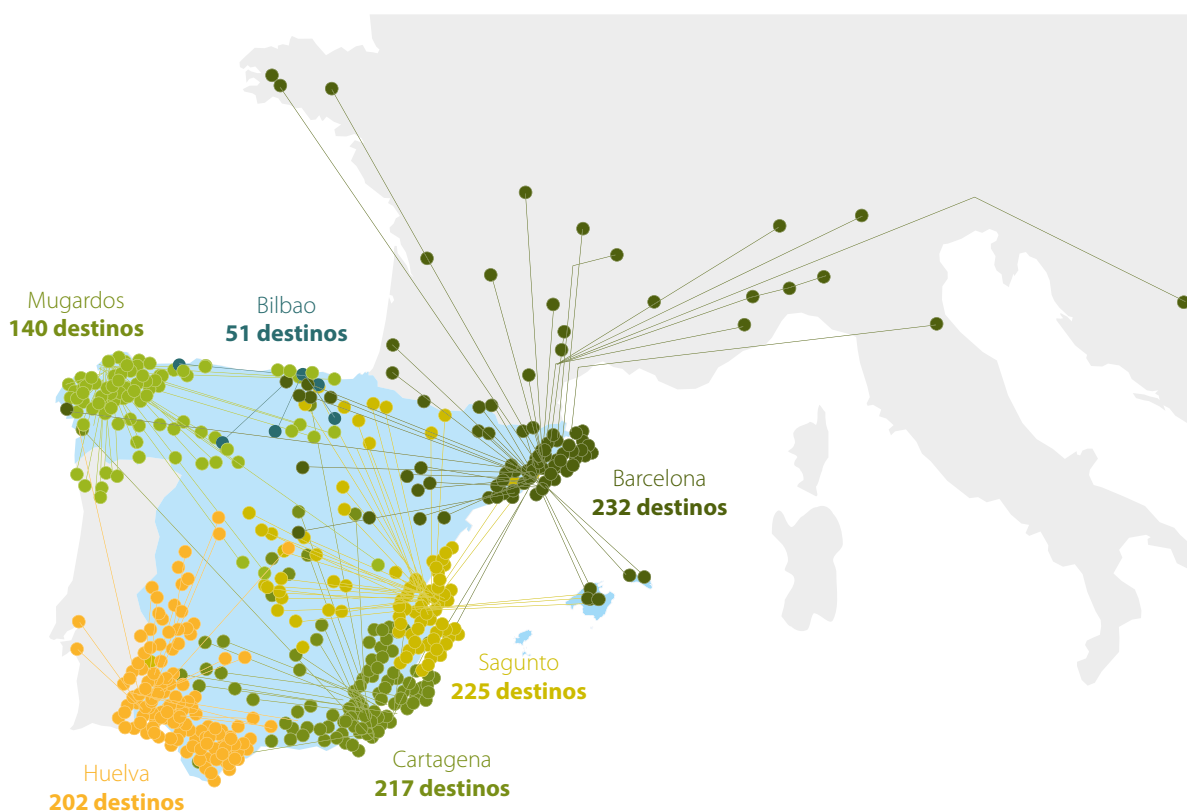 Mugardos
140 destinos
Bilbao
51 destinos
Barcelona
232 destinos
Sagunto
225 destinos
Cartagena
217 destinos
Huelva
202 destinos